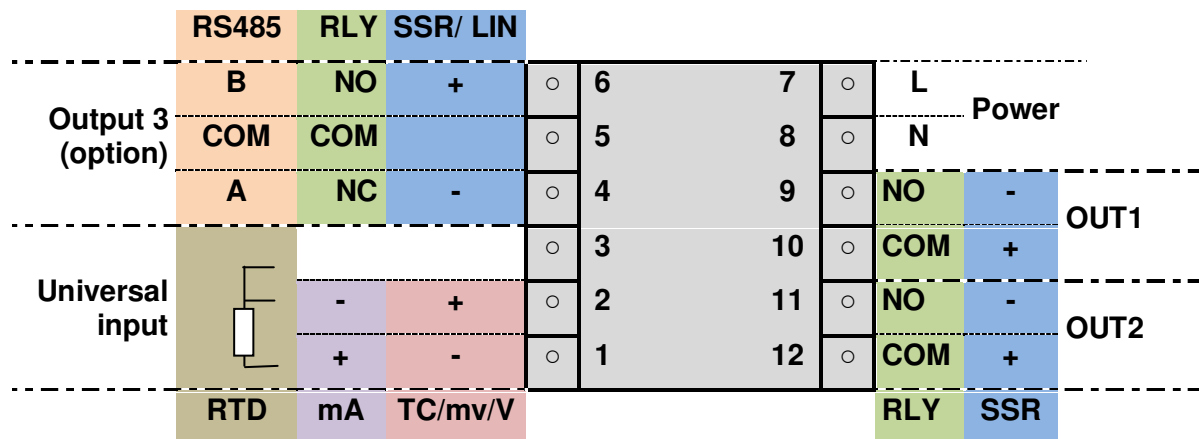 RS485 RLY SSR/ LIN
B NO + 6 7 L
Output 3 (option) COM COM 5 8 N Power
A NC - 4 9 NO - OUT1
3 10 COM +
Universal input - + 2 11 NO - OUT2
+ - 1 12 COM +
RTD mA TC/mv/V RLY SSR